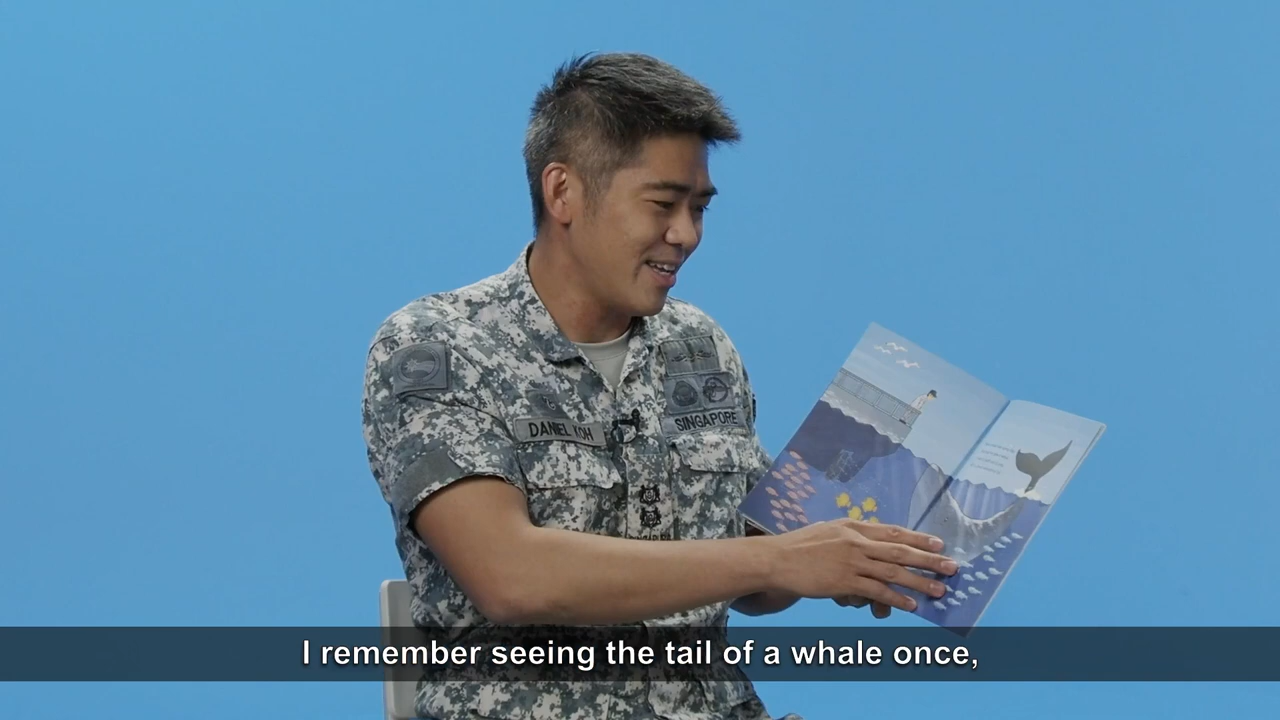 DANIEL KOH
SINGAPORE
I remember seeing the tail of a whale once,